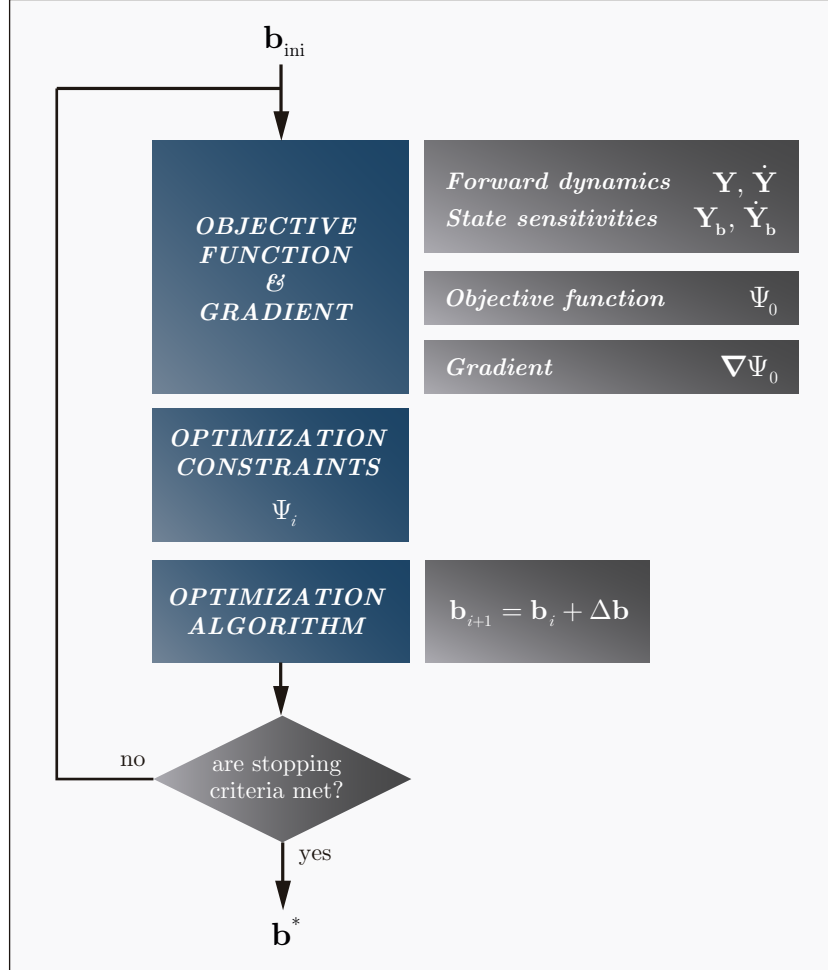 b_ini
OBJECTIVE
FUNCTION
&
GRADIENT
Forward dynamics Y, Ẏ
State sensitivities Y_b, Ẏ_b
Objective function Ψ_0
Gradient ∇Ψ_0
OPTIMIZATION
CONSTRAINTS
Ψ_i
OPTIMIZATION
ALGORITHM
b_{i+1} = b_i + Δb
no
are stopping
criteria met?
yes
b^*